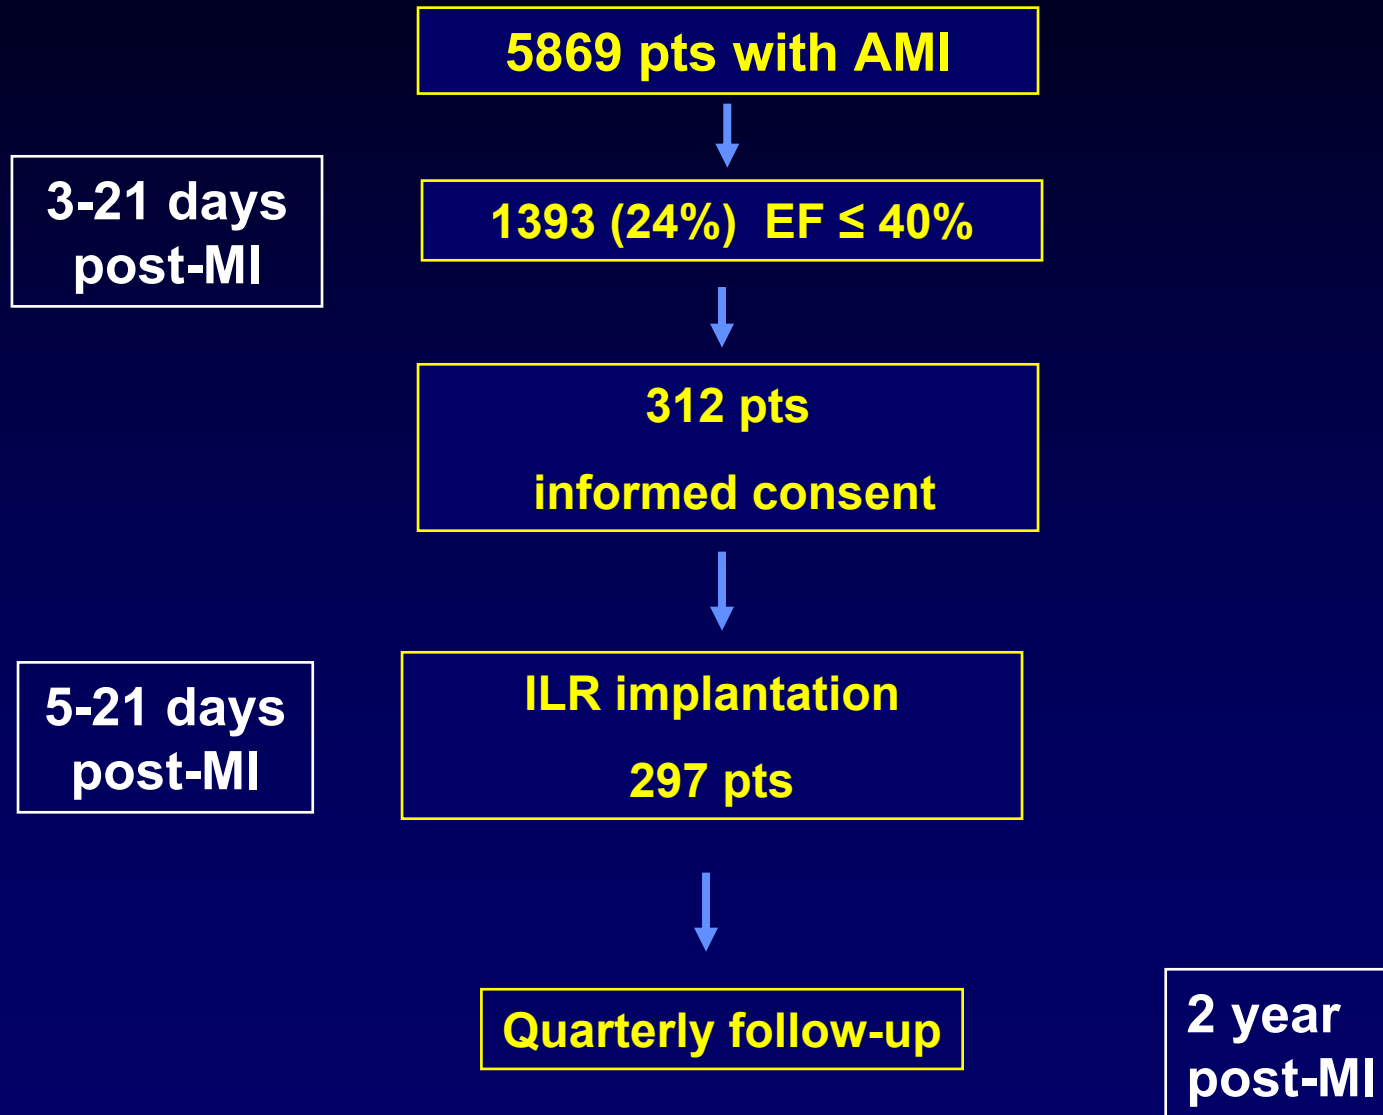 5869 pts with AMI
3-21 days
post-MI
1393 (24%)  EF ≤ 40%
312 pts
informed consent
5-21 days
post-MI
ILR implantation
297 pts
Quarterly follow-up
2 year
post-MI